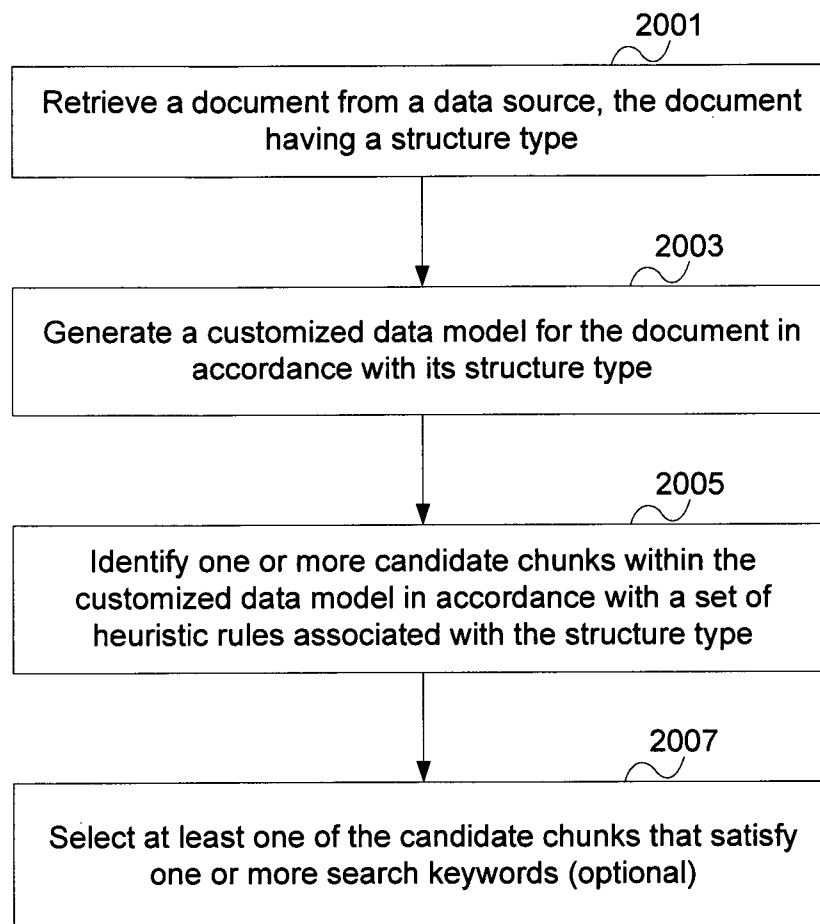 2001
Retrieve a document from a data source, the document
having a structure type
2003
Generate a customized data model for the document in
accordance with its structure type
2005
Identify one or more candidate chunks within the
customized data model in accordance with a set of
heuristic rules associated with the structure type
2007
Select at least one of the candidate chunks that satisfy
one or more search keywords (optional)